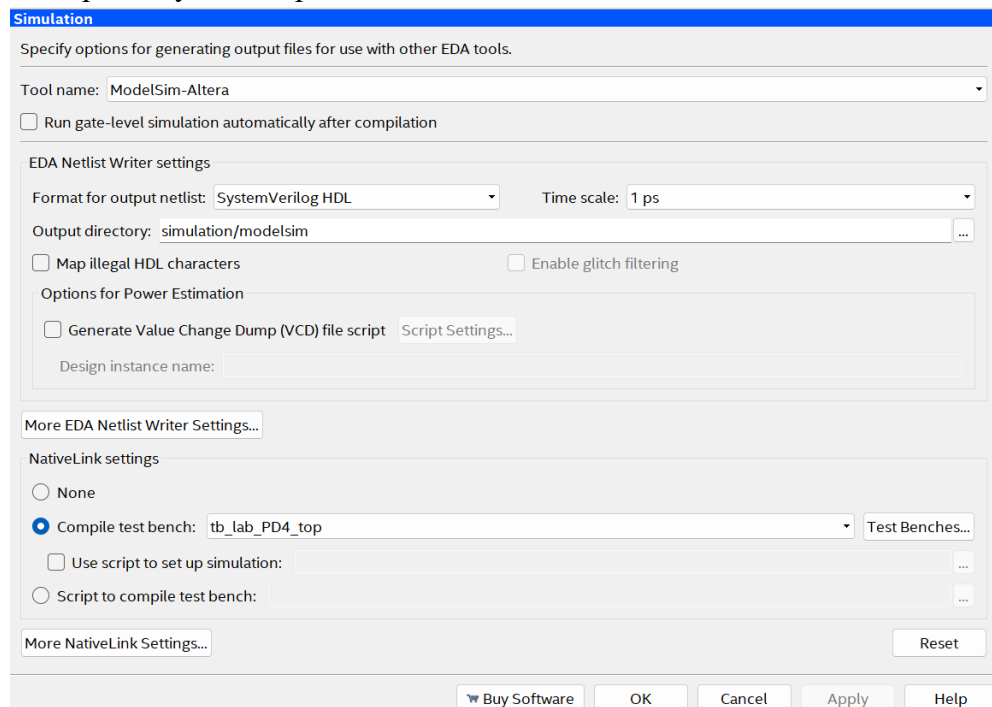 Simulation
Specify options for generating output files for use with other EDA tools.
Tool name: ModelSim-Altera
Run gate-level simulation automatically after compilation
EDA Netlist Writer settings
Format for output netlist: SystemVerilog HDL Time scale: 1 ps
Output directory: simulation/modelsim ...
Map illegal HDL characters Enable glitch filtering
Options for Power Estimation
Generate Value Change Dump (VCD) file script Script Settings...
Design instance name:
More EDA Netlist Writer Settings...
NativeLink settings
None
Compile test bench: tb_lab_PD4_top Test Benches...
Use script to set up simulation: ...
Script to compile test bench: ...
More NativeLink Settings... Reset
Buy Software OK Cancel Apply Help